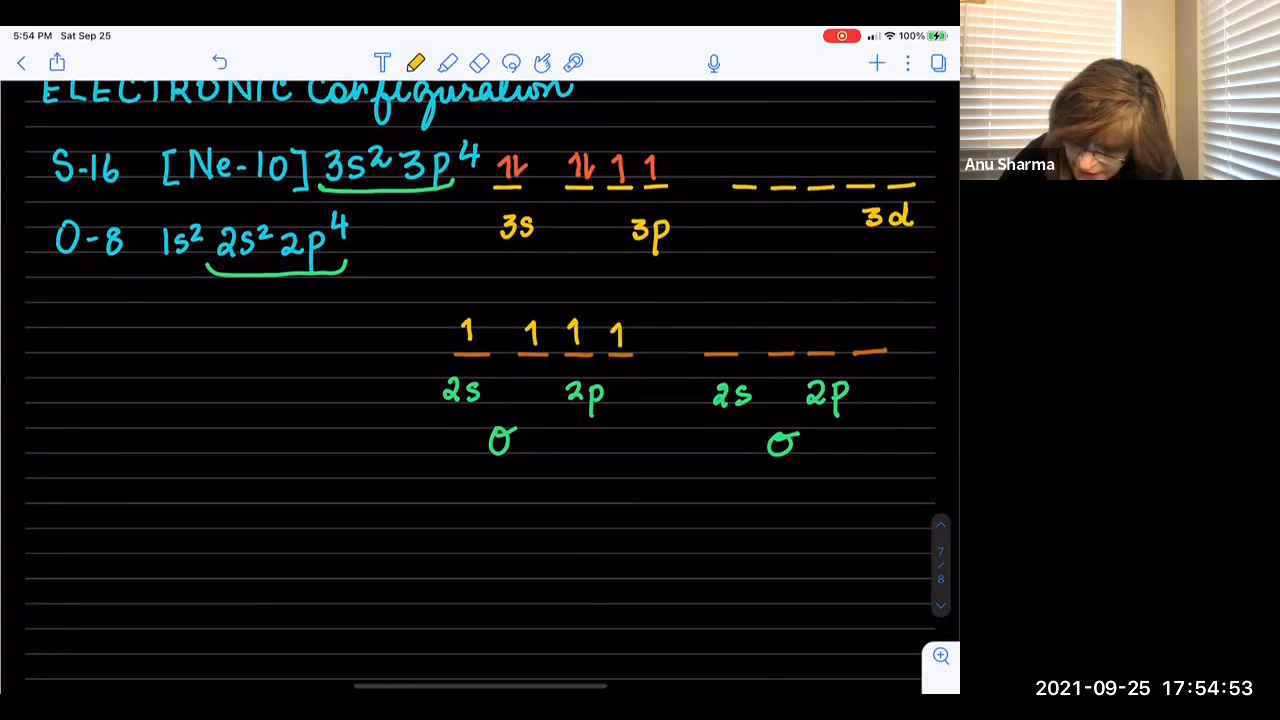 5:54 PM Sat Sep 25 100%
ELECTRONIC Configuration
S-16 [Ne-10] 3s² 3p⁴ 1l 1l 1 1
3s 3p 3d
O-8 1s² 2s² 2p⁴
1 1 1 1
2s 2p 2s 2p
O O
7
/
8
Anu Sharma
2021-09-25 17:54:53